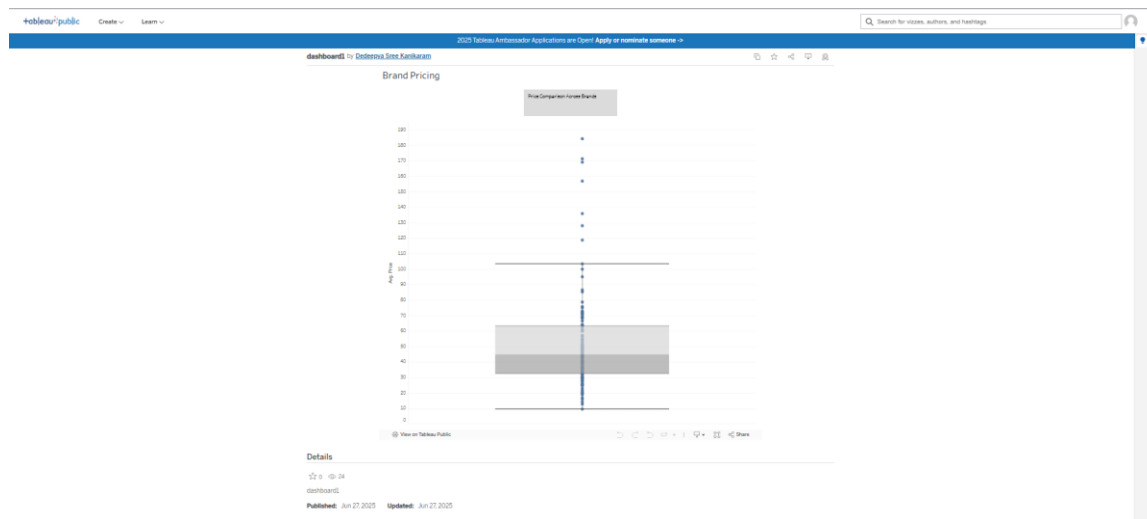 +ableau public Create Learn Search for vizzes, authors, and hashtags
2025 Tableau Ambassador Applications are Open! Apply or nominate someone ->
dashboard1 by Dedeepya Sree Kanikaram
Brand Pricing
Price Comparison Across Brands
190
180
170
160
150
140
130
120
110
100
90
80
70
60
50
40
30
20
10
0
Avg. Price
View on Tableau Public Share
Details
0 24
dashboard1
Published: Jun 27, 2025 Updated: Jun 27, 2025